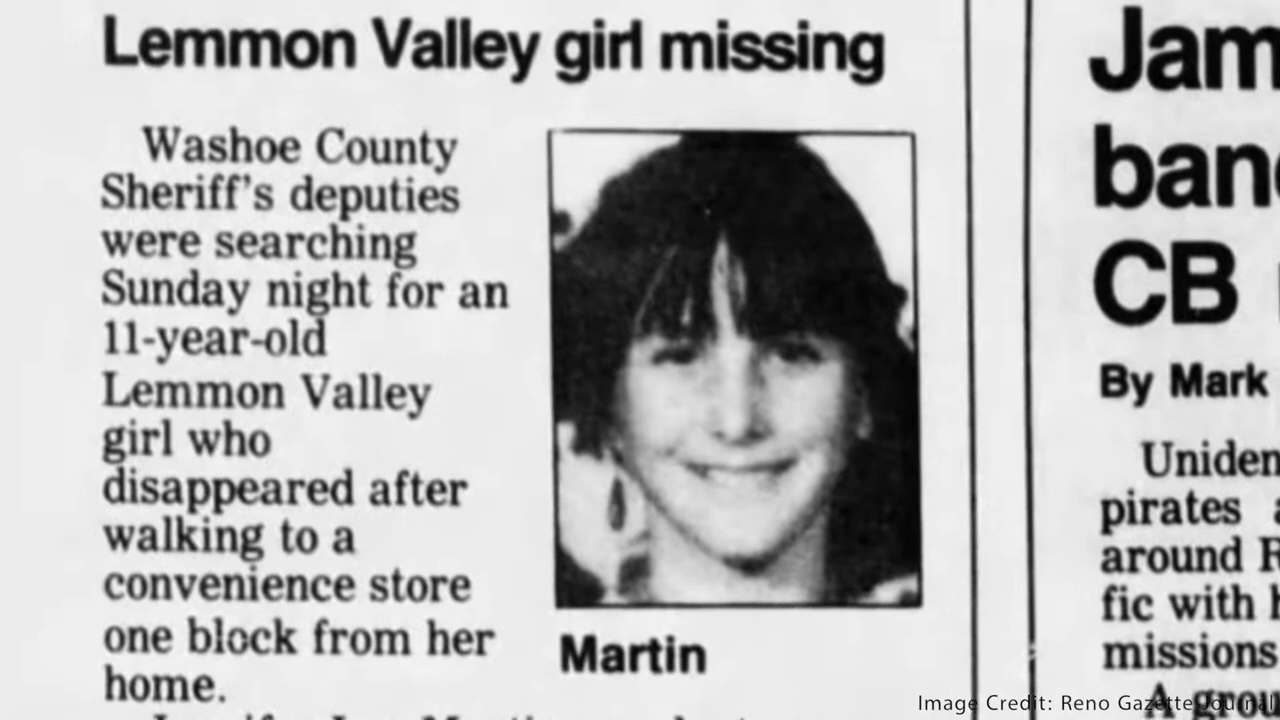 Lemmon Valley girl missing
Washoe County
Sheriff's deputies
were searching
Sunday night for an
11-year-old
Lemmon Valley
girl who
disappeared after
walking to a
convenience store
one block from her
home.
Martin
Jam
ban
CB
By Mark
Uniden
pirates a
around R
fic with h
missions
A grou
Image Credit: Reno Gazette Journal